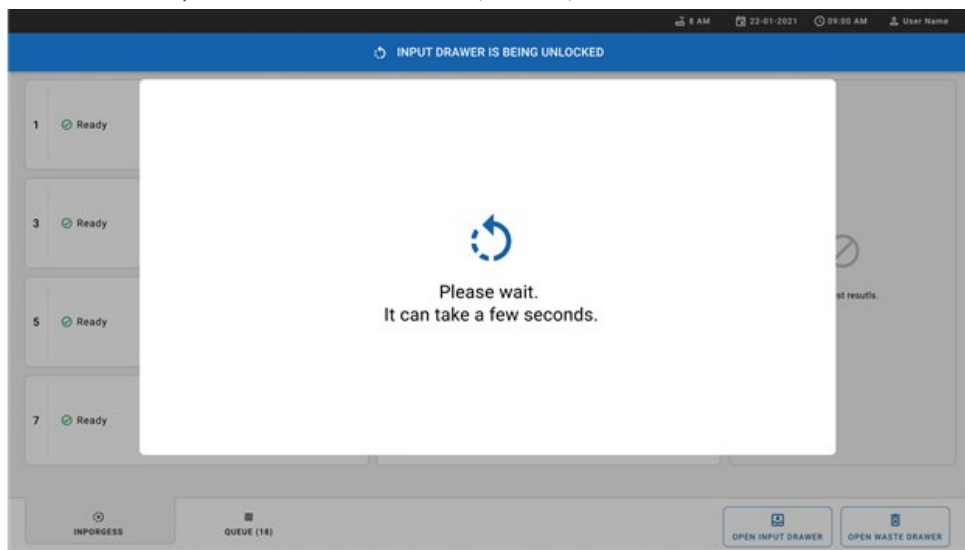 8 AM 22-01-2021 09:00 AM User Name
INPUT DRAWER IS BEING UNLOCKED
1 Ready
3 Ready
5 Ready
7 Ready
Please wait.
It can take a few seconds.
st resutls.
INPORGESS
QUEUE (18)
OPEN INPUT DRAWER
OPEN WASTE DRAWER